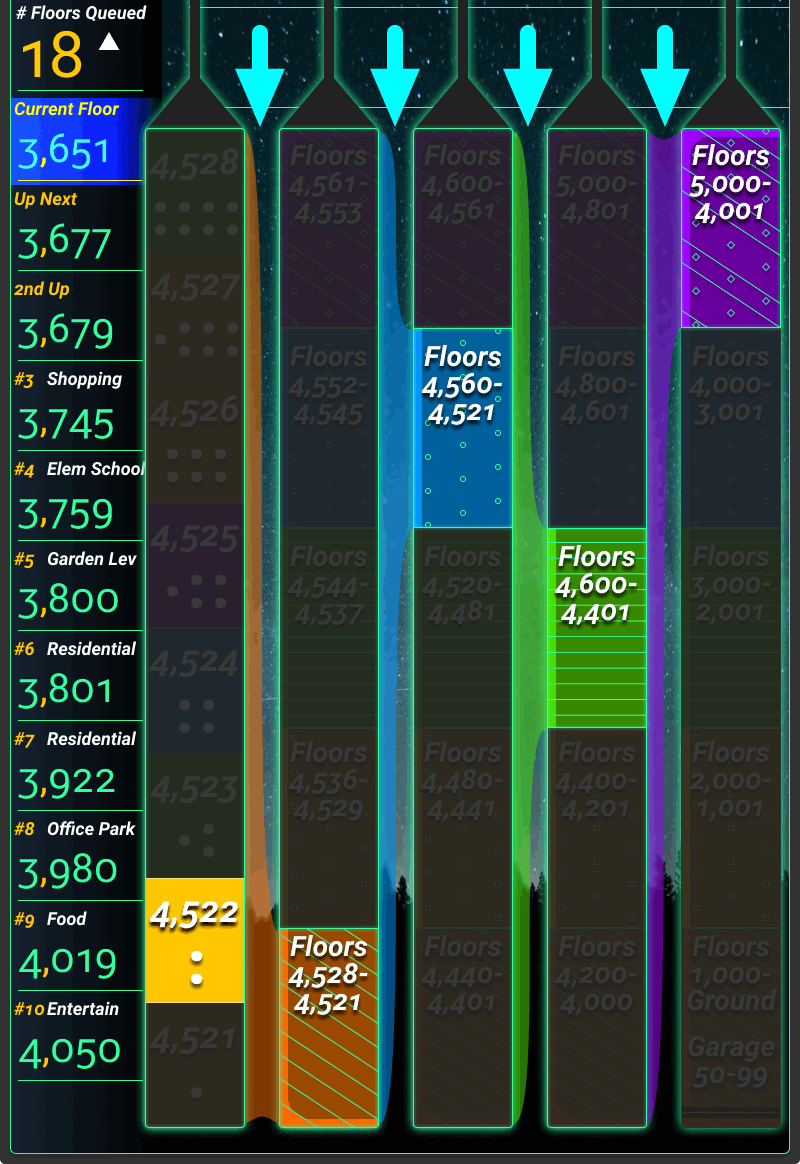 # Floors Queued
18
Current Floor
3,651
Up Next
3,677
2nd Up
3,679
#3 Shopping
3,745
#4 Elem School
3,759
#5 Garden Lev
3,800
#6 Residential
3,801
#7 Residential
3,922
#8 Office Park
3,980
#9 Food
4,019
#10 Entertain
4,050
4,528
4,527
4,526
4,525
4,524
4,523
4,522
4,521
Floors
4,561-
4,553
Floors
4,552-
4,545
Floors
4,544-
4,537
Floors
4,536-
4,529
Floors
4,528-
4,521
Floors
4,600-
4,561
Floors
4,560-
4,521
Floors
4,520-
4,481
Floors
4,480-
4,441
Floors
4,440-
4,401
Floors
5,000-
4,801
Floors
4,800-
4,601
Floors
4,600-
4,401
Floors
4,400-
4,201
Floors
4,200-
4,000
Floors
5,000-
4,001
Floors
4,000-
3,001
Floors
3,000-
2,001
Floors
2,000-
1,001
Floors
1,000-
Ground
Garage
50-99